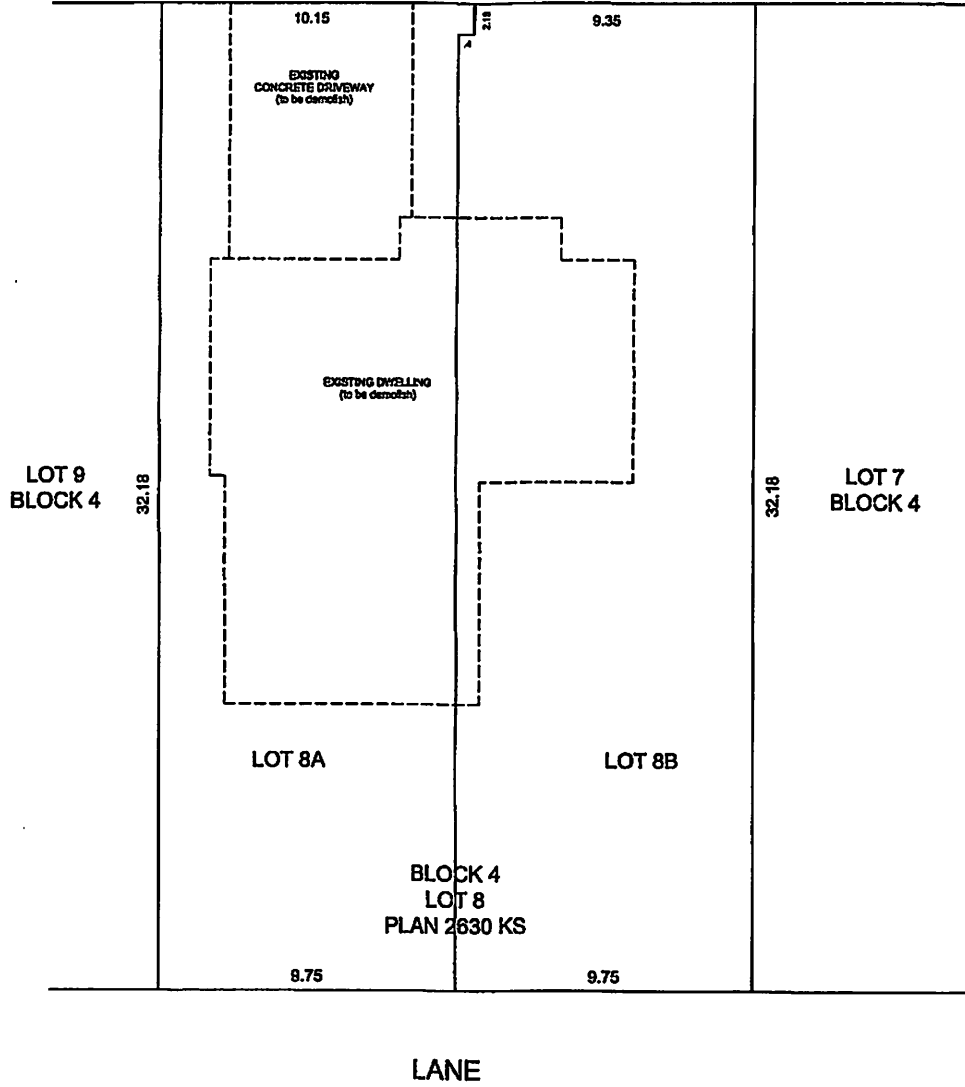 10.15
2.18
9.35
.4
EXISTING
CONCRETE DRIVEWAY
(to be demolish)
EXISTING DWELLING
(to be demolish)
LOT 9
BLOCK 4
32.18
32.18
LOT 7
BLOCK 4
LOT 8A
LOT 8B
BLOCK 4
LOT 8
PLAN 2630 KS
9.75
9.75
LANE